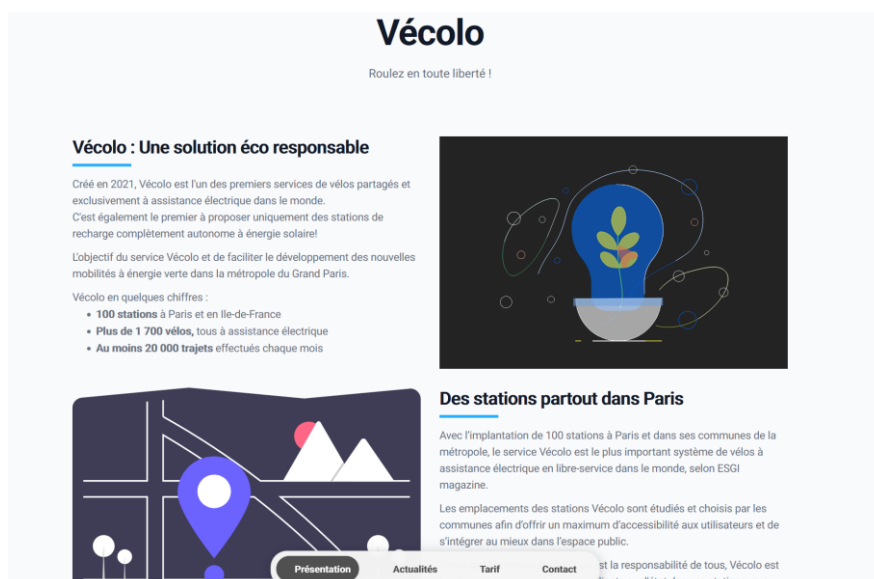 Vécolo
Roulez en toute liberté !
Vécolo : Une solution éco responsable
Créé en 2021, Vécolo est l'un des premiers services de vélos partagés et
exclusivement à assistance électrique dans le monde.
C'est également le premier à proposer uniquement des stations de
recharge complètement autonome à énergie solaire!
L'objectif du service Vécolo et de faciliter le développement des nouvelles
mobilités à énergie verte dans la métropole du Grand Paris.
Vécolo en quelques chiffres :
• 100 stations à Paris et en Ile-de-France
• Plus de 1 700 vélos, tous à assistance électrique
• Au moins 20 000 trajets effectués chaque mois
Des stations partout dans Paris
Avec l'implantation de 100 stations à Paris et dans ses communes de la
métropole, le service Vécolo est le plus important système de vélos à
assistance électrique en libre-service dans le monde, selon ESGI
magazine.
Les emplacements des stations Vécolo sont étudiés et choisis par les
communes afin d'offrir un maximum d'accessibilité aux utilisateurs et de
s'intégrer au mieux dans l'espace public.
st la responsabilité de tous, Vécolo est
Présentation Actualités Tarif Contact